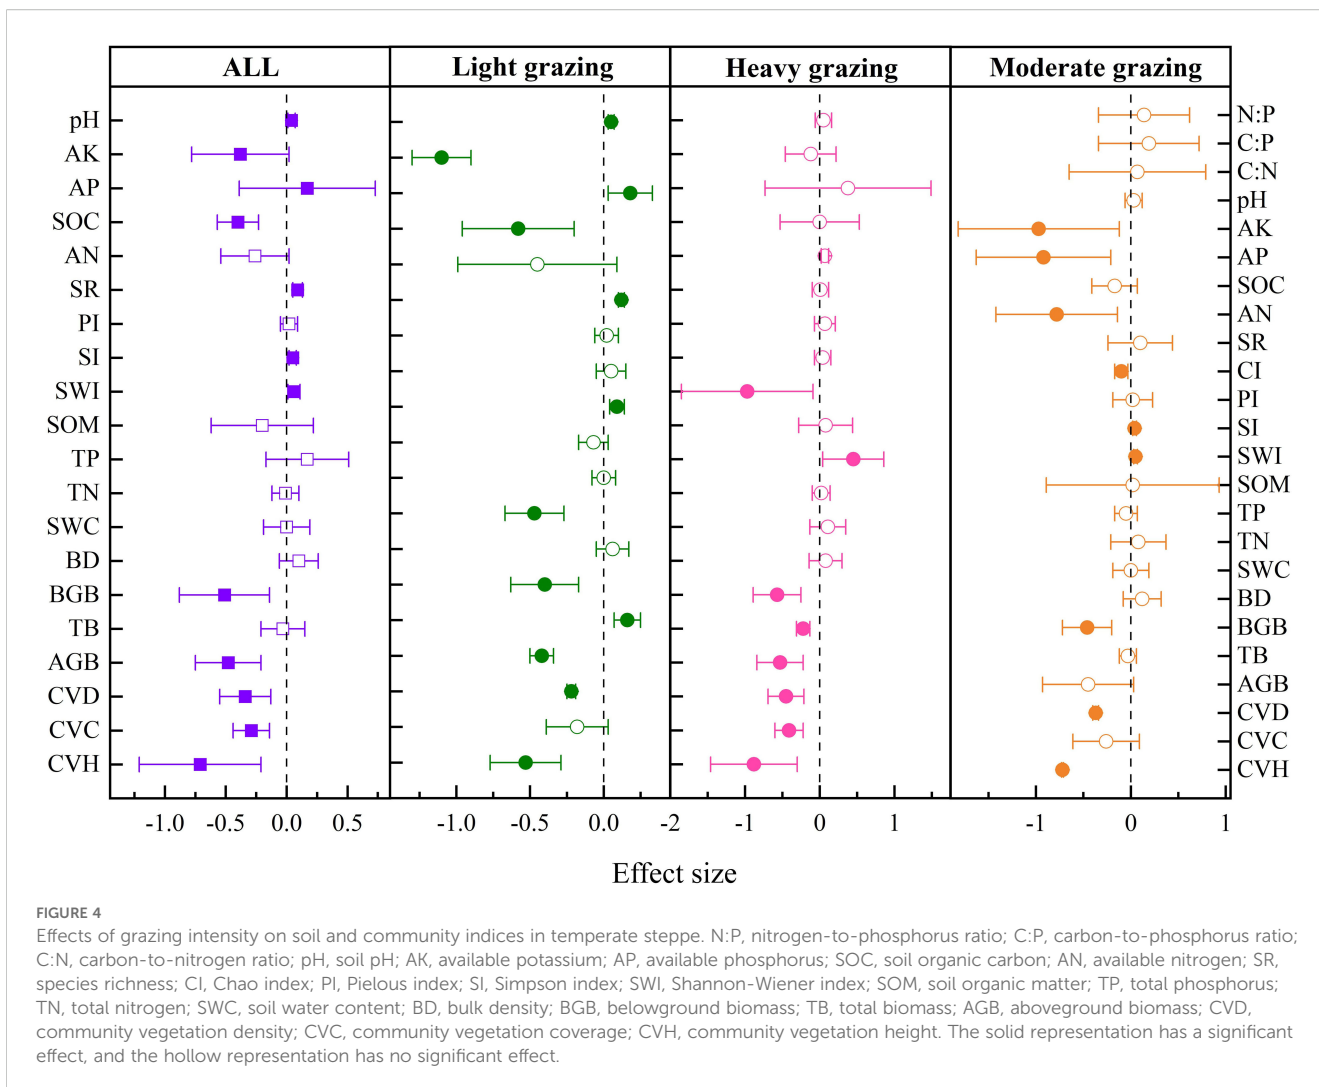 ALL
Light grazing
Heavy grazing
Moderate grazing
pH
AK
AP
SOC
AN
SR
PI
SI
SWI
SOM
TP
TN
SWC
BD
BGB
TB
AGB
CVD
CVC
CVH
N:P
C:P
C:N
pH
AK
AP
SOC
AN
SR
CI
PI
SI
SWI
SOM
TP
TN
SWC
BD
BGB
TB
AGB
CVD
CVC
CVH
-1.0 -0.5 0.0 0.5
-1.0 -0.5 0.0
-2 -1 0 1
-1 0 1
Effect size
FIGURE 4
Effects of grazing intensity on soil and community indices in temperate steppe. N:P, nitrogen-to-phosphorus ratio; C:P, carbon-to-phosphorus ratio;
C:N, carbon-to-nitrogen ratio; pH, soil pH; AK, available potassium; AP, available phosphorus; SOC, soil organic carbon; AN, available nitrogen; SR,
species richness; CI, Chao index; PI, Pielous index; SI, Simpson index; SWI, Shannon-Wiener index; SOM, soil organic matter; TP, total phosphorus;
TN, total nitrogen; SWC, soil water content; BD, bulk density; BGB, belowground biomass; TB, total biomass; AGB, aboveground biomass; CVD,
community vegetation density; CVC, community vegetation coverage; CVH, community vegetation height. The solid representation has a significant
effect, and the hollow representation has no significant effect.